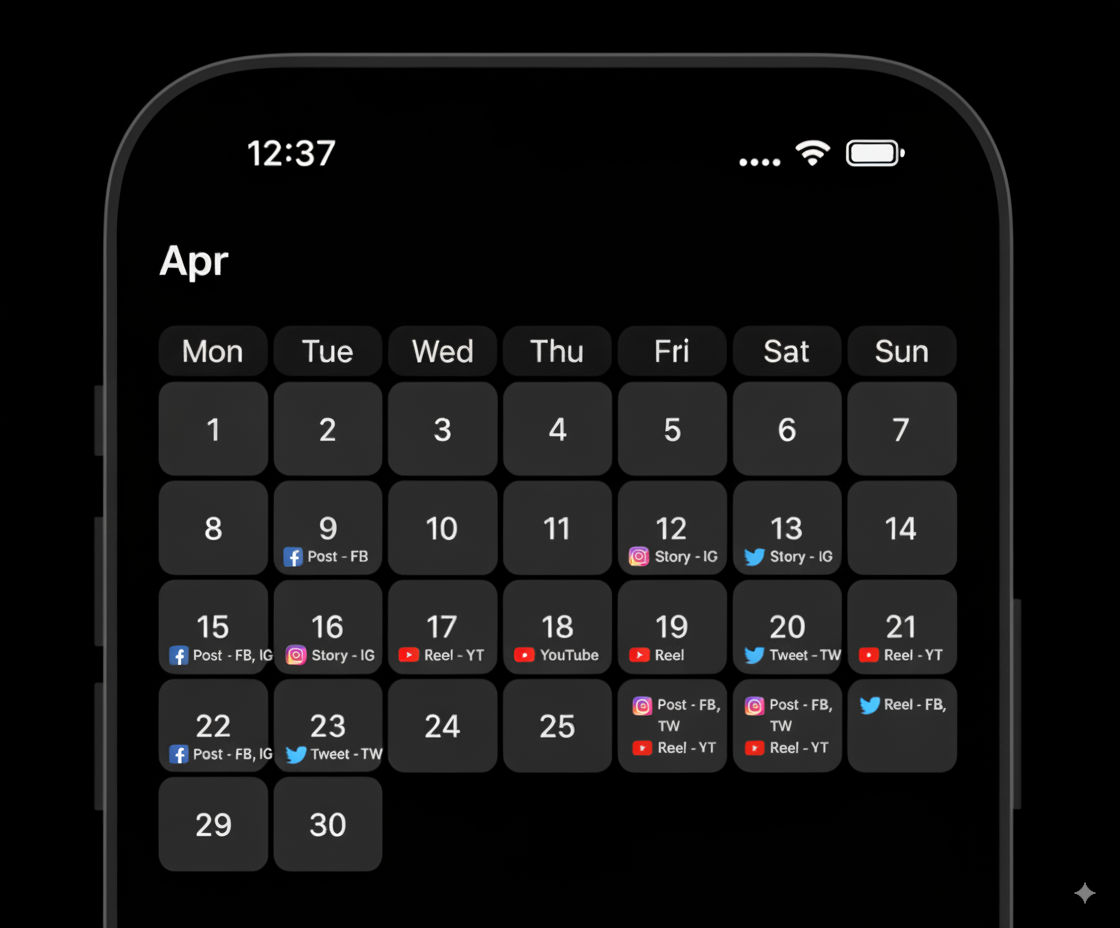 12:37
Apr
Mon Tue Wed Thu Fri Sat Sun
1 2 3 4 5 6 7
8 9 10 11 12 13 14
Post - FB Story - IG Story - IG
15 16 17 18 19 20 21
Post - FB, IG Story - IG Reel - YT YouTube Reel Tweet - TW Reel - YT
22 23 24 25
Post - FB, IG Tweet - TW
Post - FB, Post - FB, Reel - FB,
TW TW
Reel - YT Reel - YT
29 30